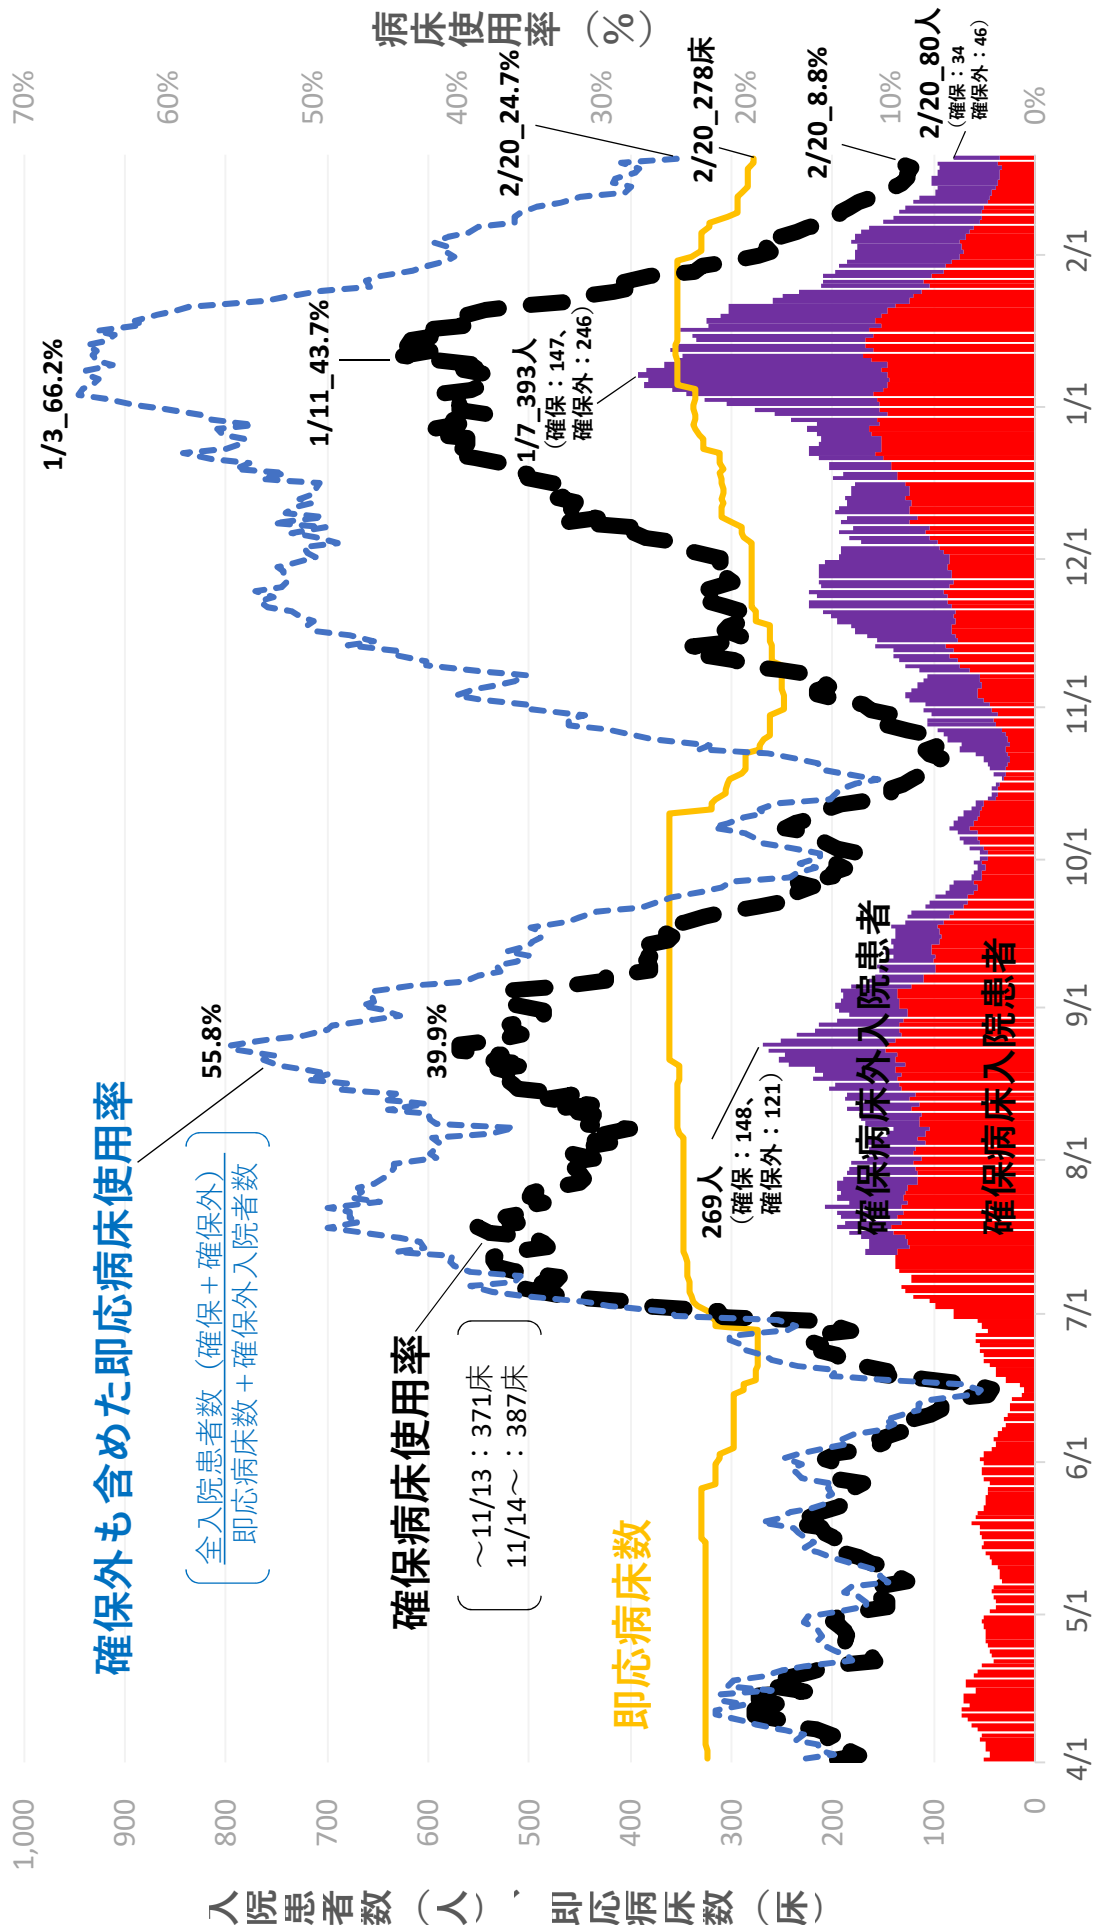 入院患者数（人）、即応病床数（床）
1,000
900
800
700
600
500
400
300
200
100
0
病床使用率（%）
70%
60%
50%
40%
30%
20%
10%
0%
4/1
5/1
6/1
7/1
8/1
9/1
10/1
11/1
12/1
1/1
2/1
確保外も含めた即応病床使用率
全入院患者数（確保+確保外）
即応病床数+確保外入院者数
確保病床使用率
～11/13：371床
11/14～：387床
即応病床数
55.8%
39.9%
269人
（確保：148、
確保外：121）
確保病床外入院患者
確保病床入院患者
1/3_66.2%
1/11_43.7%
1/7_393人
（確保：147、
確保外：246）
2/20_24.7%
2/20_278床
2/20_8.8%
2/20_80人
（確保：34
確保外：46）